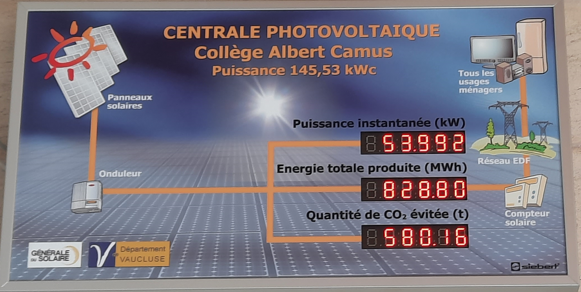 CENTRALE PHOTOVOLTAIQUE
Collège Albert Camus
Puissance 145,53 kWc
Panneaux
solaires
Tous les
usages
ménagers
Puissance instantanée (kW)
53.992
Réseau EDF
Energie totale produite (MWh)
828.80
Onduleur
Quantité de CO₂ évitée (t)
580.16
Compteur
solaire
GÉNÉRALE
DU SOLAIRE
Département
VAUCLUSE
siebert